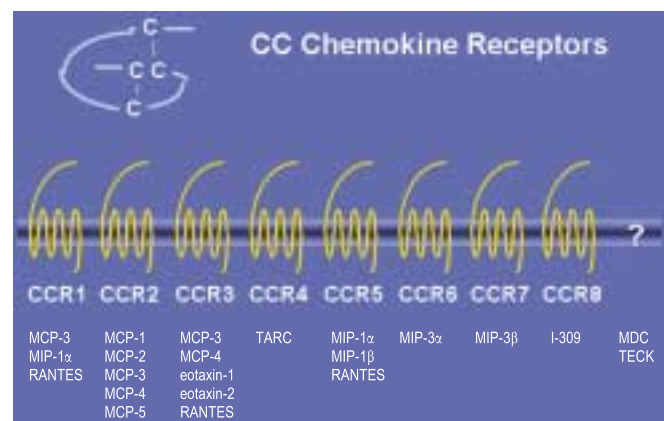 C
CC Chemokine Receptors
C C
C
?
CCR1 CCR2 CCR3 CCR4 CCR5 CCR6 CCR7 CCR8
MCP-3 MCP-1 MCP-3 TARC MIP-1α MIP-3α MIP-3β I-309 MDC
MIP-1α MCP-2 MCP-4 MIP-1β TECK
RANTES MCP-3 eotaxin-1 RANTES
MCP-4 eotaxin-2
MCP-5 RANTES